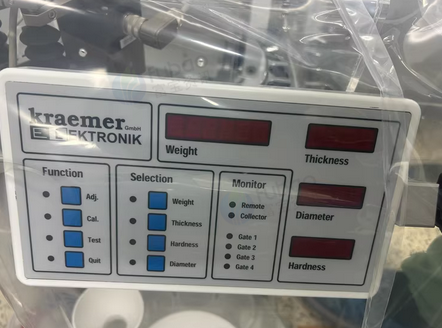 kraemer GmbH
ELEKTRONIK
Weight
Thickness
Diameter
Hardness
Function
Adj.
Cal.
Test
Quit
Selection
Weight
Thickness
Hardness
Diameter
Monitor
Remote
Collector
Gate 1
Gate 2
Gate 3
Gate 4